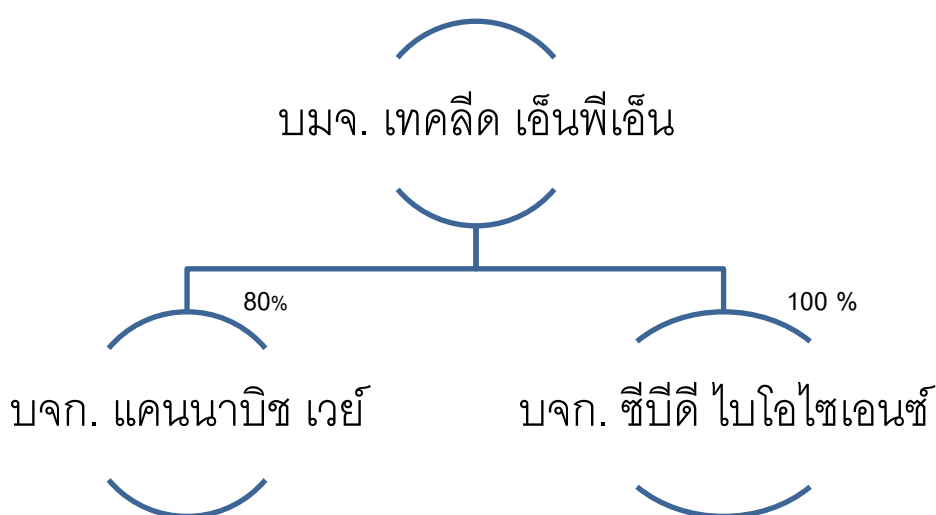 บมจ. เทคลีด เอ็นพีเอ็น
80%
100 %
บจก. แคนนาบิช เวย์
บจก. ซีบีดี ไบโอไซเอนซ์